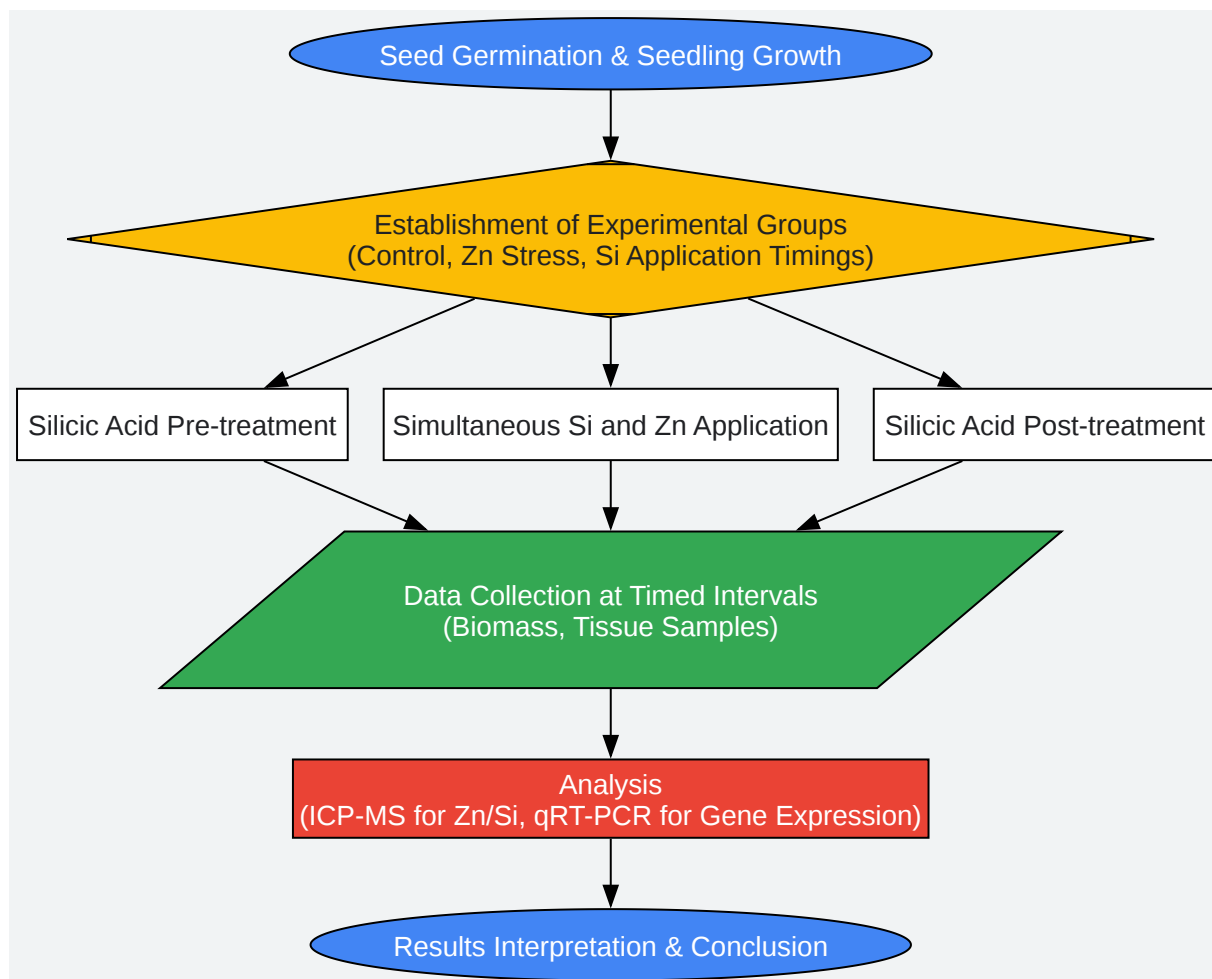 Seed Germination & Seedling Growth
Establishment of Experimental Groups
(Control, Zn Stress, Si Application Timings)
Silicic Acid Pre-treatment
Simultaneous Si and Zn Application
Silicic Acid Post-treatment
Data Collection at Timed Intervals
(Biomass, Tissue Samples)
Analysis
(ICP-MS for Zn/Si, qRT-PCR for Gene Expression)
Results Interpretation & Conclusion